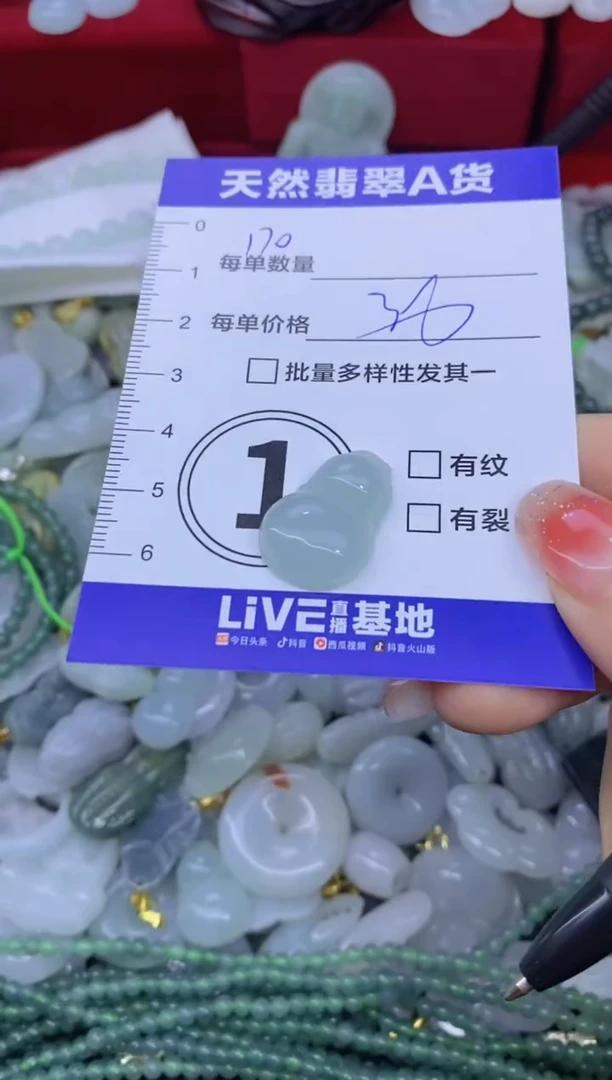 天然翡翠A货
0
170
每单数量
1
2 每单价格
3 批量多样性发其一
4
1
有纹
5
有裂
6
LiVE直播基地
今日头条 抖音 西瓜视频 抖音火山版